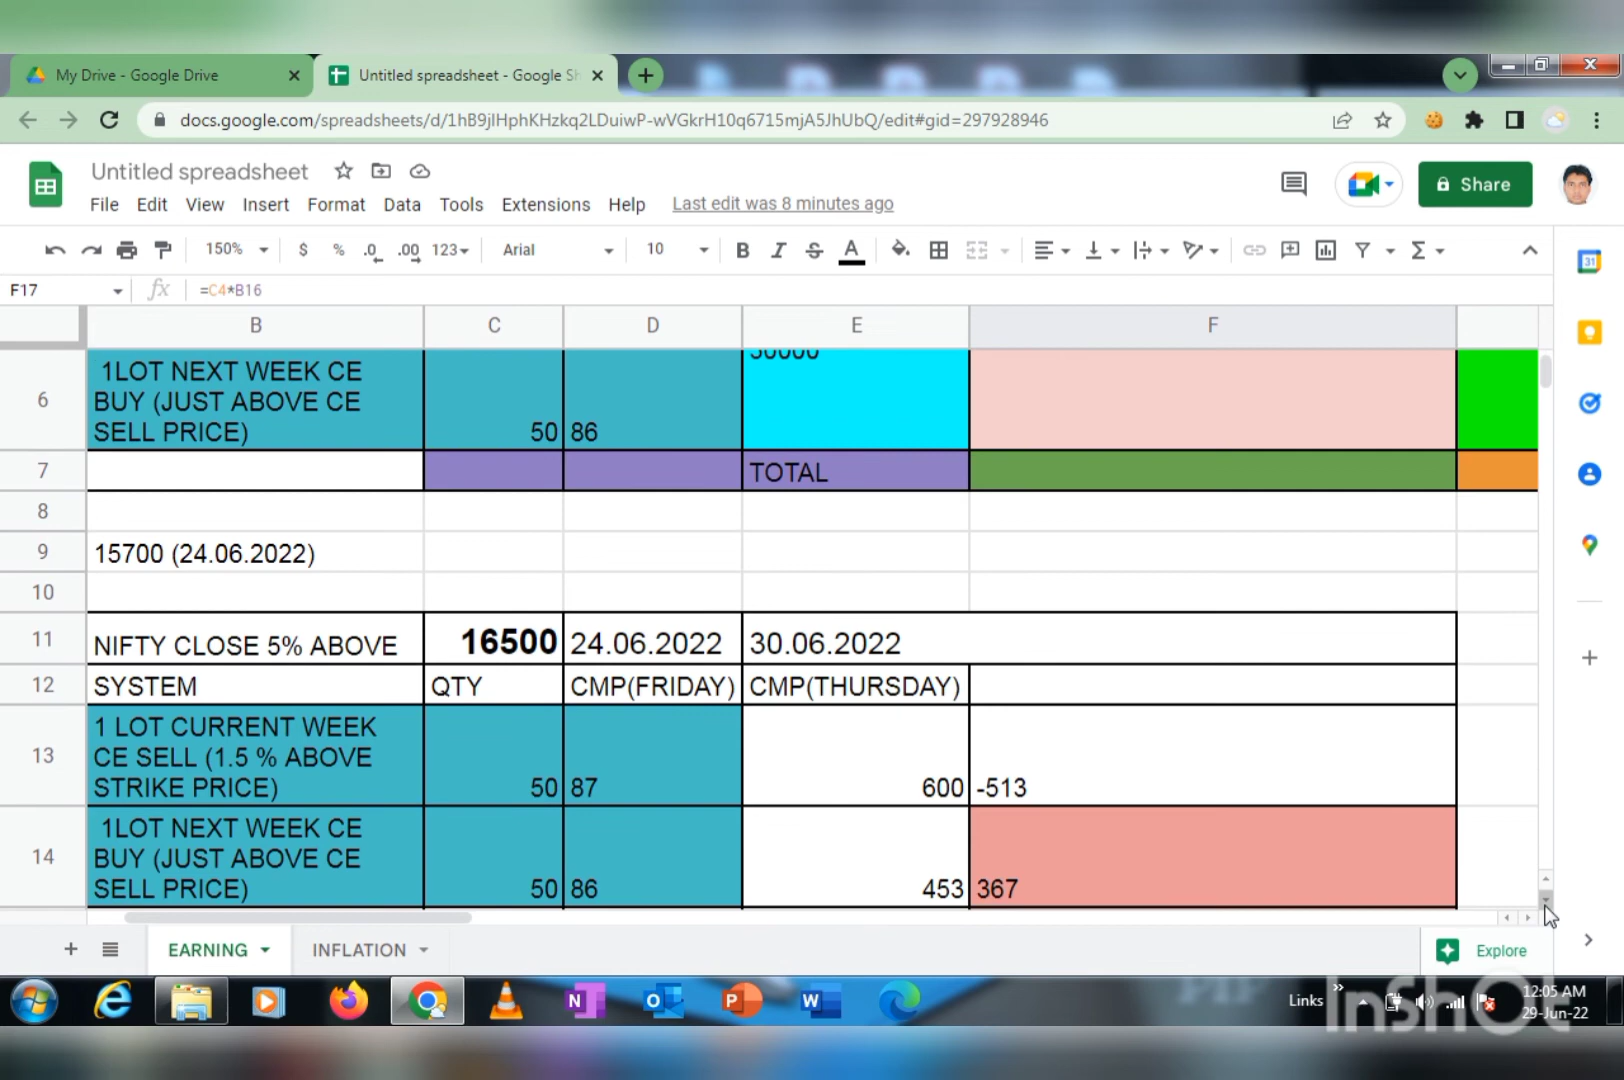 My Drive - Google Drive
Untitled spreadsheet - Google Sh
docs.google.com/spreadsheets/d/1hB9jIHphKHzkq2LDuiwP-wVGkrH10q6715mjA5JhUbQ/edit#gid=297928946
Untitled spreadsheet
File Edit View Insert Format Data Tools Extensions Help Last edit was 8 minutes ago
Share
150% $ % .0 .00 123 Arial 10 B I S A Σ
31
F17 fx =C4*B16
B C D E F
6 1LOT NEXT WEEK CE
BUY (JUST ABOVE CE
SELL PRICE) 50 86
7 TOTAL
8
9 15700 (24.06.2022)
10
11 NIFTY CLOSE 5% ABOVE 16500 24.06.2022 30.06.2022
12 SYSTEM QTY CMP(FRIDAY) CMP(THURSDAY)
13 1 LOT CURRENT WEEK
CE SELL (1.5 % ABOVE
STRIKE PRICE) 50 87 600 -513
14 1LOT NEXT WEEK CE
BUY (JUST ABOVE CE
SELL PRICE) 50 86 453 367
EARNING INFLATION Explore
Links 12:05 AM
29-Jun-22
InShOt